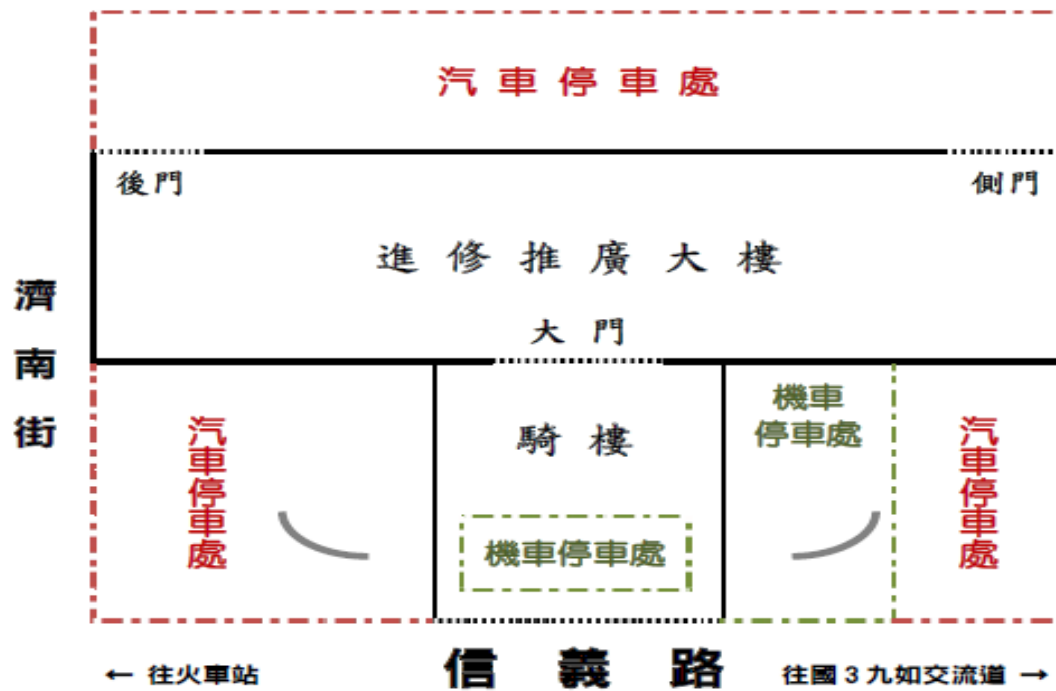 汽車停車處
後門
側門
進修推廣大樓
大門
濟南街
汽車停車處
騎樓
機車停車處
機車
停車處
汽車停車處
信義路
← 往火車站
往國3九如交流道 →